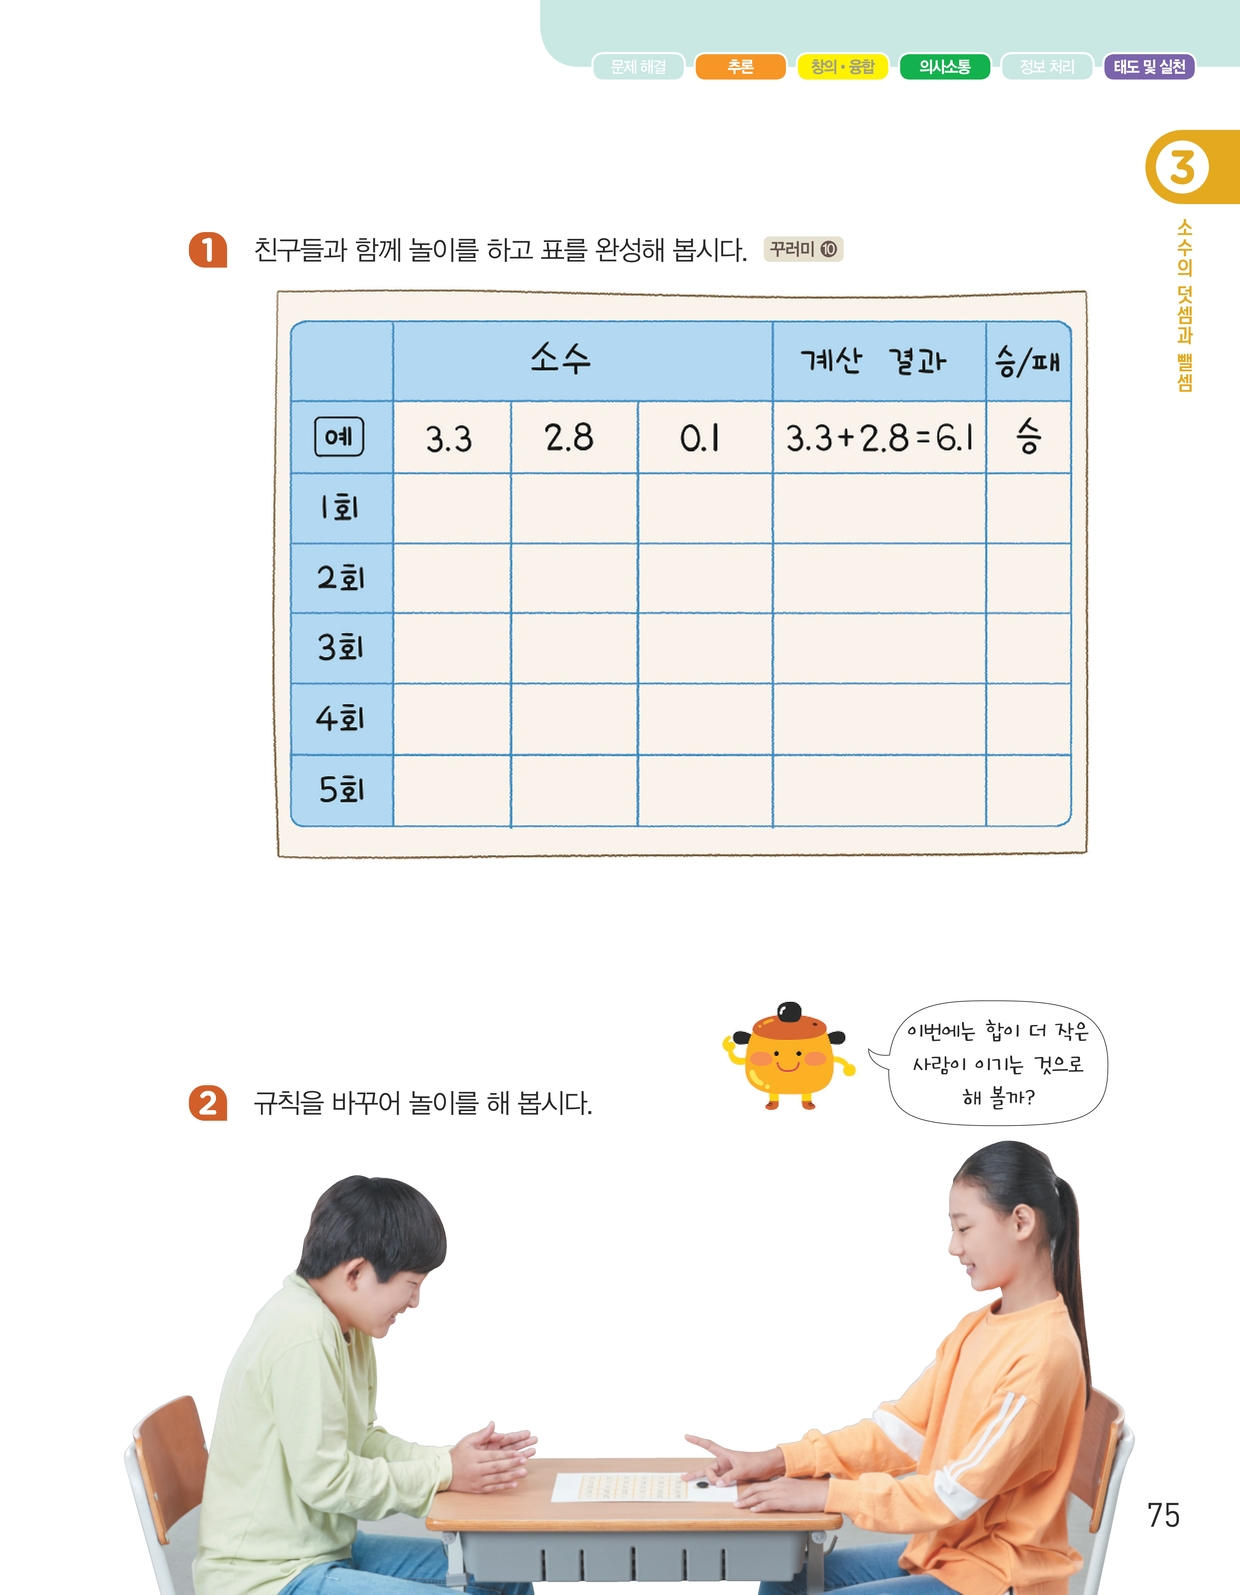 문제 해결 추론 창의·융합 의사소통 정보 처리 태도 및 실천
3
소수의 덧셈과 뺄셈
1 친구들과 함께 놀이를 하고 표를 완성해 봅시다. 꾸러미 10
소수 계산 결과 승/패
예 3.3 2.8 0.1 3.3+2.8=6.1 승
1회
2회
3회
4회
5회
이번에는 합이 더 작은
사람이 이기는 것으로
해 볼까?
2 규칙을 바꾸어 놀이를 해 봅시다.
75